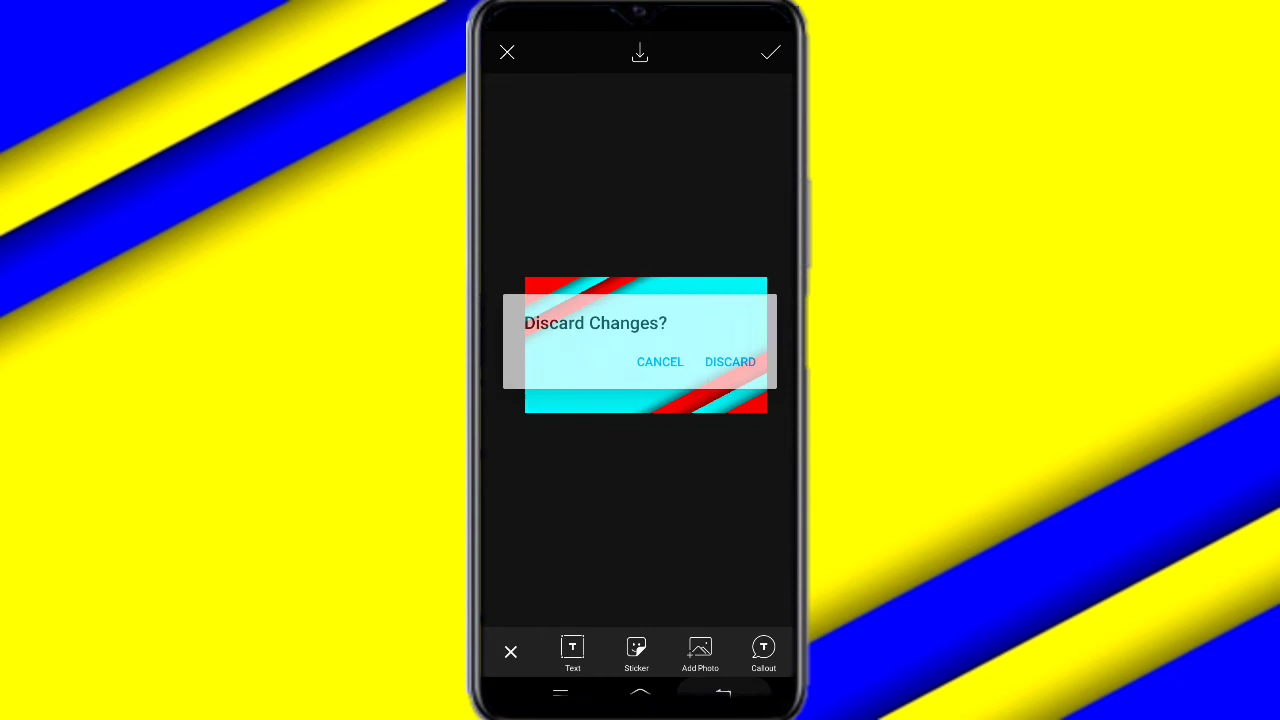 Discard Changes?
CANCEL DISCARD
T T
Text Sticker Add Photo Callout